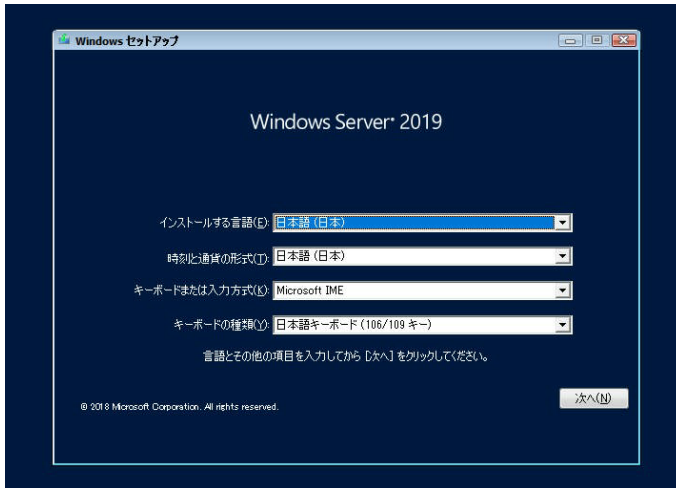 Windows セットアップ
Windows Server® 2019
インストールする言語(E): 日本語 (日本)
時刻と通貨の形式(T): 日本語 (日本)
キーボードまたは入力方式(K): Microsoft IME
キーボードの種類(Y): 日本語キーボード (106/109 キー)
言語とその他の項目を入力してから [次へ] をクリックしてください。
© 2018 Microsoft Corporation. All rights reserved.
次へ(N)